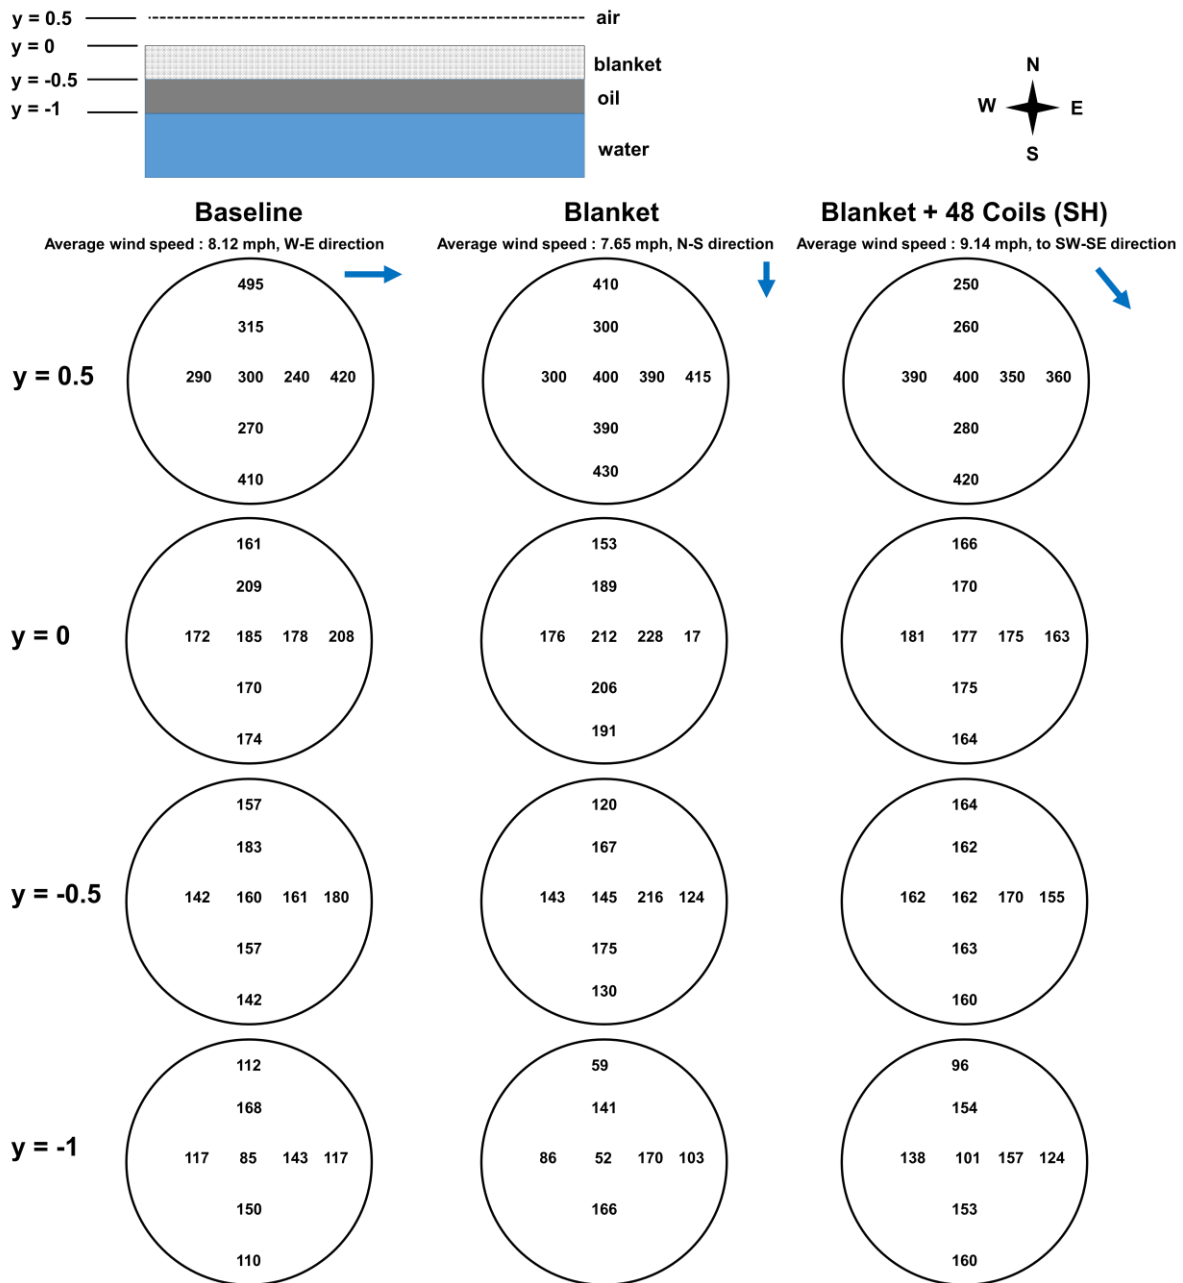 y = 0.5
air
y = 0
blanket
y = -0.5
oil
y = -1
water
N
W E
S
Baseline
Average wind speed : 8.12 mph, W-E direction
Blanket
Average wind speed : 7.65 mph, N-S direction
Blanket + 48 Coils (SH)
Average wind speed : 9.14 mph, to SW-SE direction
y = 0.5
495
315
290 300 240 420
270
410
410
300
300 400 390 415
390
430
250
260
390 400 350 360
280
420
y = 0
161
209
172 185 178 208
170
174
153
189
176 212 228 17
206
191
166
170
181 177 175 163
175
164
y = -0.5
157
183
142 160 161 180
157
142
120
167
143 145 216 124
175
130
164
162
162 162 170 155
163
160
y = -1
112
168
117 85 143 117
150
110
59
141
86 52 170 103
166
96
154
138 101 157 124
153
160